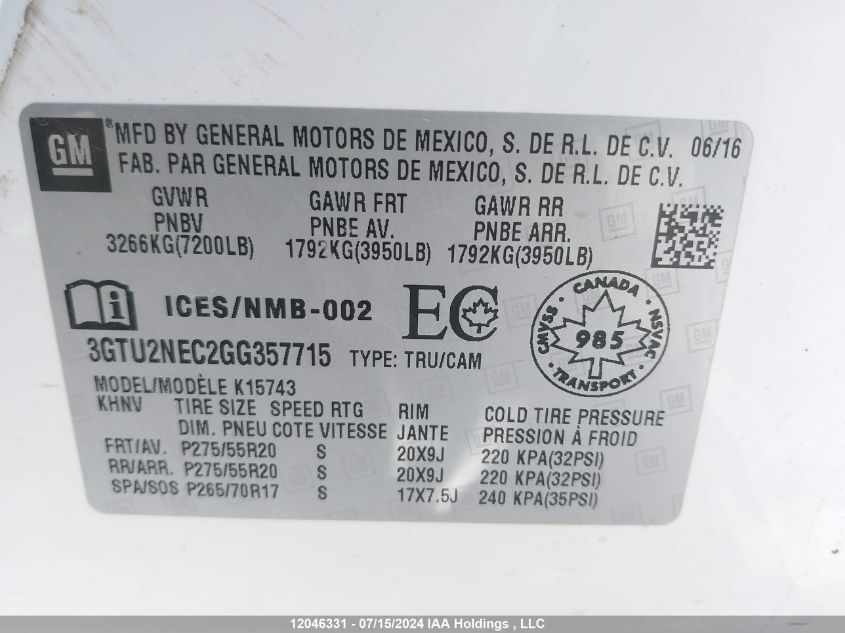 GM
® MFD BY GENERAL MOTORS DE MEXICO, S. DE R.L. DE C.V. 06/16
FAB. PAR GENERAL MOTORS DE MEXICO, S. DE R.L. DE C.V.
GVWR GAWR FRT GAWR RR
PNBV PNBE AV. PNBE ARR.
3266KG(7200LB) 1792KG(3950LB) 1792KG(3950LB)
i ICES/NMB-002 EC
CANADA
CMVSS 985 NSVAC
TRANSPORT
3GTU2NEC2GG357715 TYPE: TRU/CAM
MODEL/MODÈLE K15743
KHNV TIRE SIZE SPEED RTG RIM COLD TIRE PRESSURE
DIM. PNEU COTE VITESSE JANTE PRESSION À FROID
FRT/AV. P275/55R20 S 20X9J 220 KPA(32PSI)
RR/ARR. P275/55R20 S 20X9J 220 KPA(32PSI)
SPA/SOS P265/70R17 S 17X7.5J 240 KPA(35PSI)
12046331 - 07/15/2024 IAA Holdings , LLC